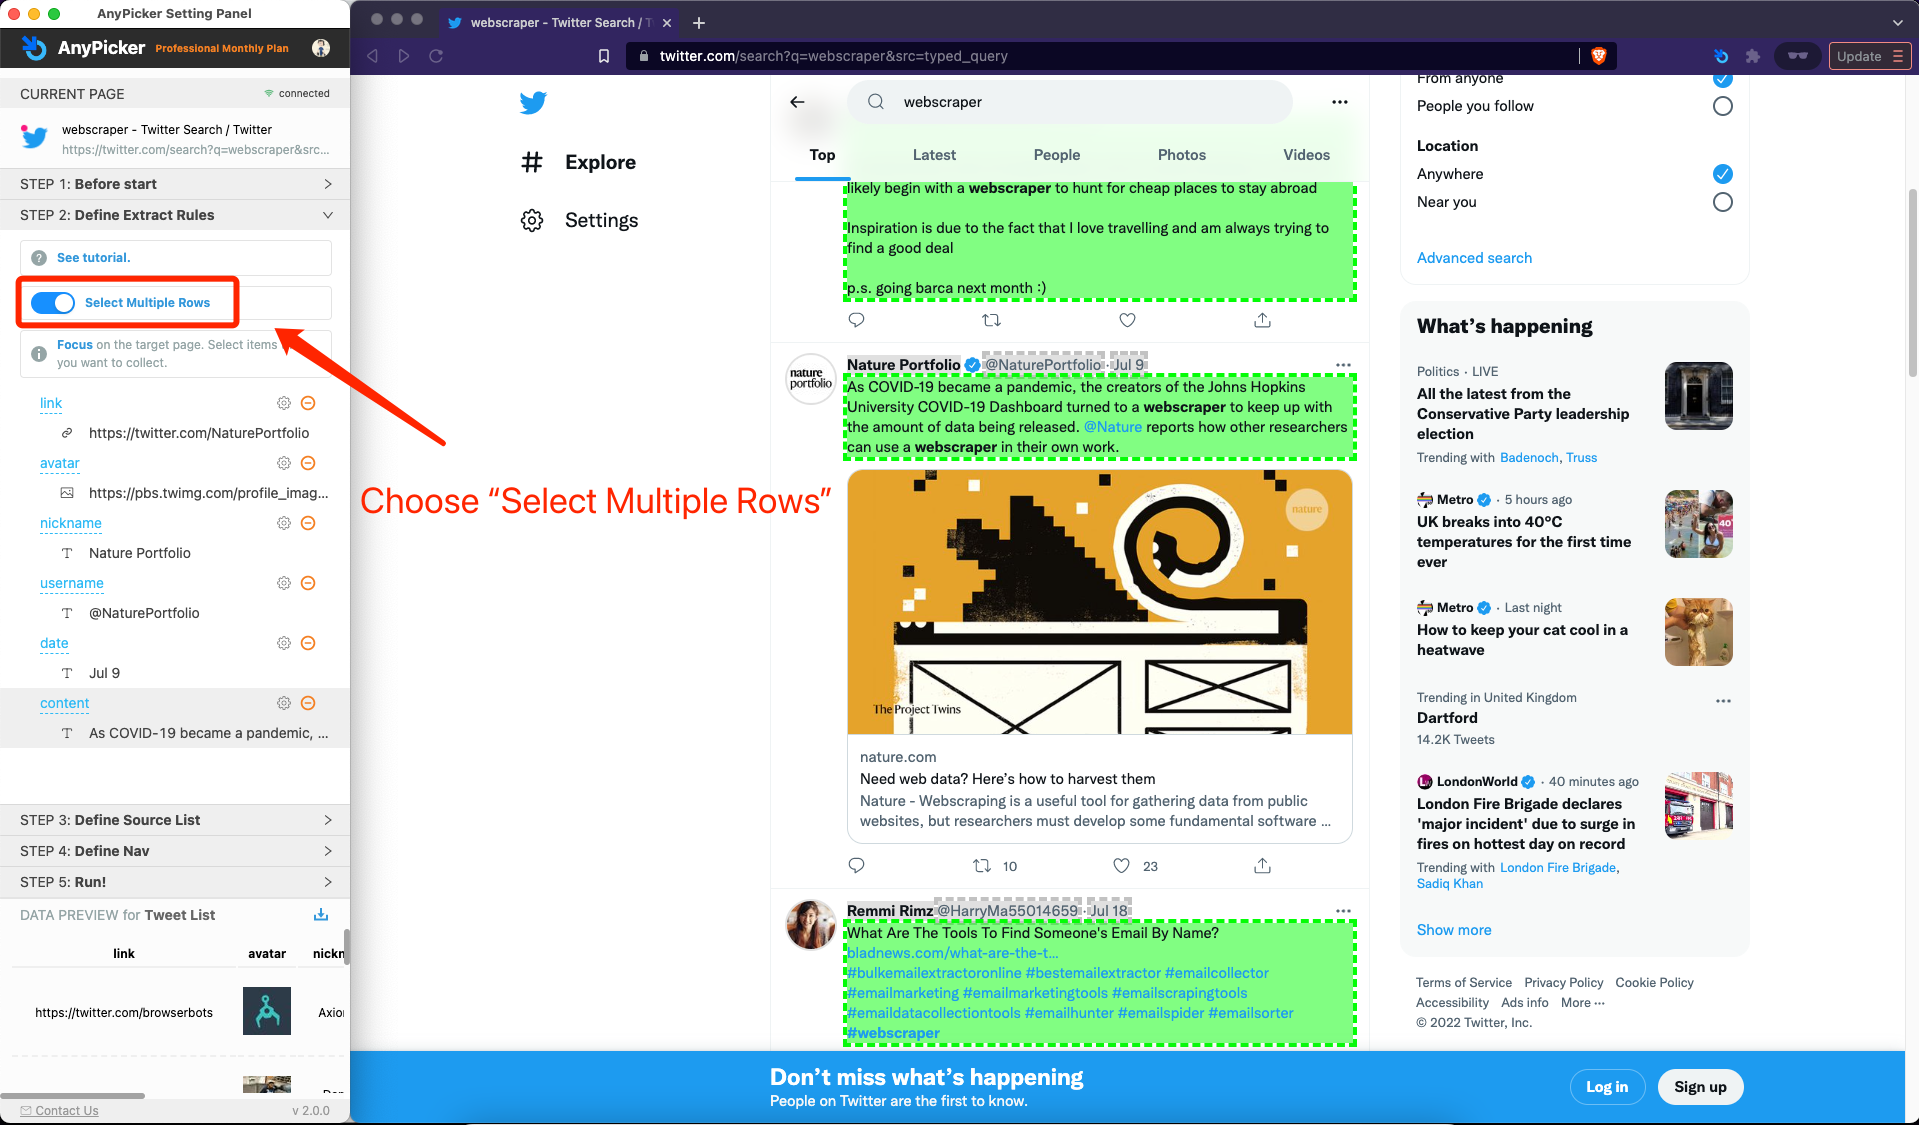 AnyPicker Setting Panel
AnyPicker Professional Monthly Plan
CURRENT PAGE connected
webscraper - Twitter Search / Twitter
https://twitter.com/search?q=webscraper&src...
STEP 1: Before start
STEP 2: Define Extract Rules
See tutorial.
Select Multiple Rows
Focus on the target page. Select items
you want to collect.
link
https://twitter.com/NaturePortfolio
avatar
https://pbs.twimg.com/profile_imag...
nickname
Nature Portfolio
username
@NaturePortfolio
date
Jul 9
content
As COVID-19 became a pandemic, ...
STEP 3: Define Source List
STEP 4: Define Nav
STEP 5: Run!
DATA PREVIEW for Tweet List
link avatar nickn
https://twitter.com/browserbots Axio
Contact Us v 2.0.0
Choose “Select Multiple Rows”
webscraper - Twitter Search / T
twitter.com/search?q=webscraper&src=typed_query
Update
Explore
Settings
webscraper
Top Latest People Photos Videos
likely begin with a webscraper to hunt for cheap places to stay abroad
Inspiration is due to the fact that I love travelling and am always trying to
find a good deal
p.s. going barca next month :)
nature
portfolio
Nature Portfolio @NaturePortfolio · Jul 9
As COVID-19 became a pandemic, the creators of the Johns Hopkins
University COVID-19 Dashboard turned to a webscraper to keep up with
the amount of data being released. @Nature reports how other researchers
can use a webscraper in their own work.
nature
The Project Twins
nature.com
Need web data? Here’s how to harvest them
Nature - Webscraping is a useful tool for gathering data from public
websites, but researchers must develop some fundamental software ...
10 23
Remmi Rimz @HarryMa55014659 · Jul 18
What Are The Tools To Find Someone's Email By Name?
bladnews.com/what-are-the-t…
#bulkemailextractoronline #bestemailextractor #emailcollector
#emailmarketing #emailmarketingtools #emailscrapingtools
#emaildatacollectiontools #emailhunter #emailspider #emailsorter
#webscraper
From anyone
People you follow
Location
Anywhere
Near you
Advanced search
What’s happening
Politics · LIVE
All the latest from the
Conservative Party leadership
election
Trending with Badenoch, Truss
Metro · 5 hours ago
UK breaks into 40°C
temperatures for the first time
ever
Metro · Last night
How to keep your cat cool in a
heatwave
Trending in United Kingdom
Dartford
14.2K Tweets
LondonWorld · 40 minutes ago
London Fire Brigade declares
'major incident' due to surge in
fires on hottest day on record
Trending with London Fire Brigade,
Sadiq Khan
Show more
Terms of Service Privacy Policy Cookie Policy
Accessibility Ads info More ···
© 2022 Twitter, Inc.
Don’t miss what’s happening
People on Twitter are the first to know.
Log in Sign up